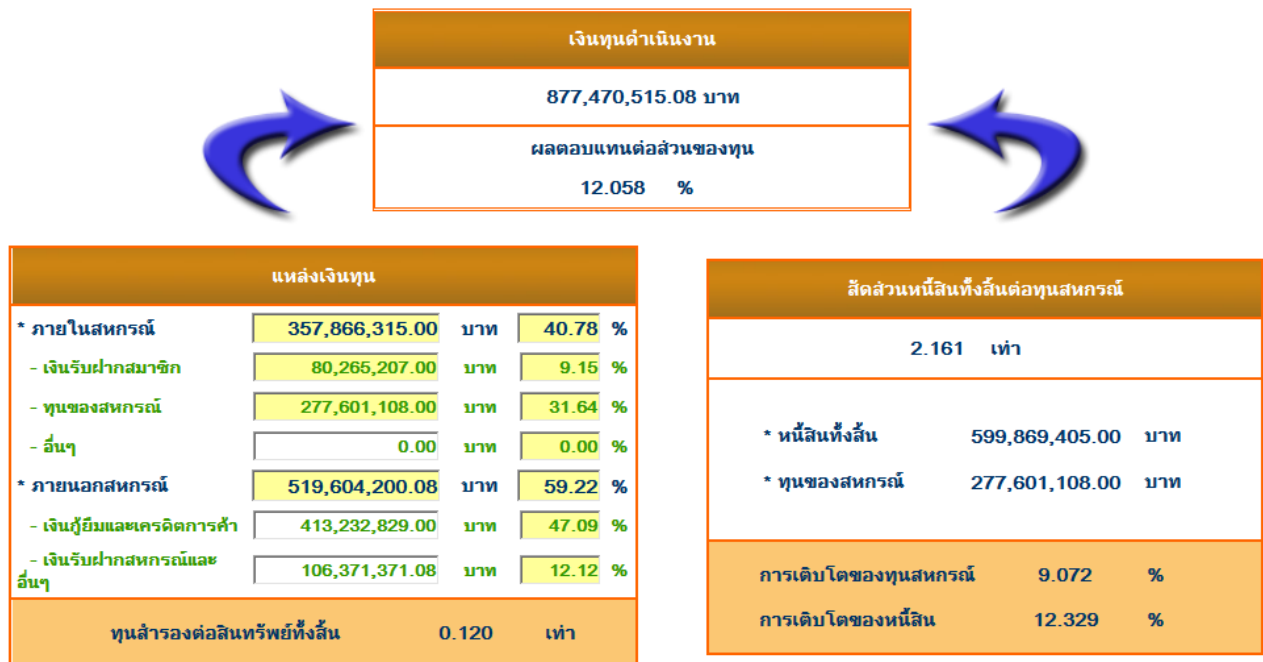 เงินทุนดำเนินงาน
877,470,515.08 บาท
ผลตอบแทนต่อส่วนของทุน
12.058 %
แหล่งเงินทุน
* ภายในสหกรณ์ 357,866,315.00 บาท 40.78 %
- เงินรับฝากสมาชิก 80,265,207.00 บาท 9.15 %
- ทุนของสหกรณ์ 277,601,108.00 บาท 31.64 %
- อื่นๆ 0.00 บาท 0.00 %
* ภายนอกสหกรณ์ 519,604,200.08 บาท 59.22 %
- เงินกู้ยืมและเครดิตการค้า 413,232,829.00 บาท 47.09 %
- เงินรับฝากสหกรณ์และ
อื่นๆ 106,371,371.08 บาท 12.12 %
ทุนสำรองต่อสินทรัพย์ทั้งสิ้น 0.120 เท่า
สัดส่วนหนี้สินทั้งสิ้นต่อทุนสหกรณ์
2.161 เท่า
* หนี้สินทั้งสิ้น 599,869,405.00 บาท
* ทุนของสหกรณ์ 277,601,108.00 บาท
การเติบโตของทุนสหกรณ์ 9.072 %
การเติบโตของหนี้สิน 12.329 %